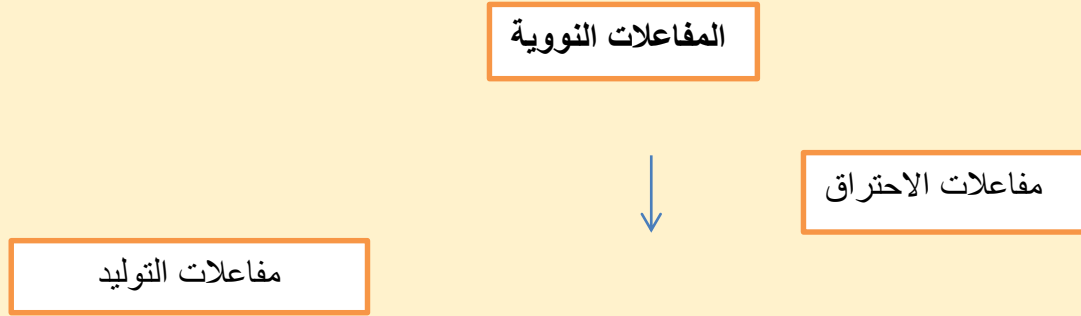 المفاعلات النووية
مفاعلات الاحتراق
مفاعلات التوليد